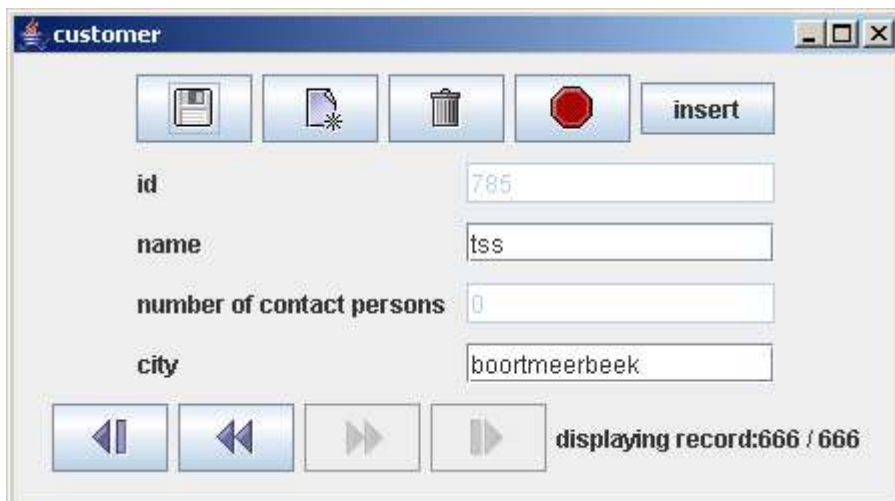 customer
insert
id 785
name tss
number of contact persons 0
city boortmeerbeek
displaying record:666 / 666